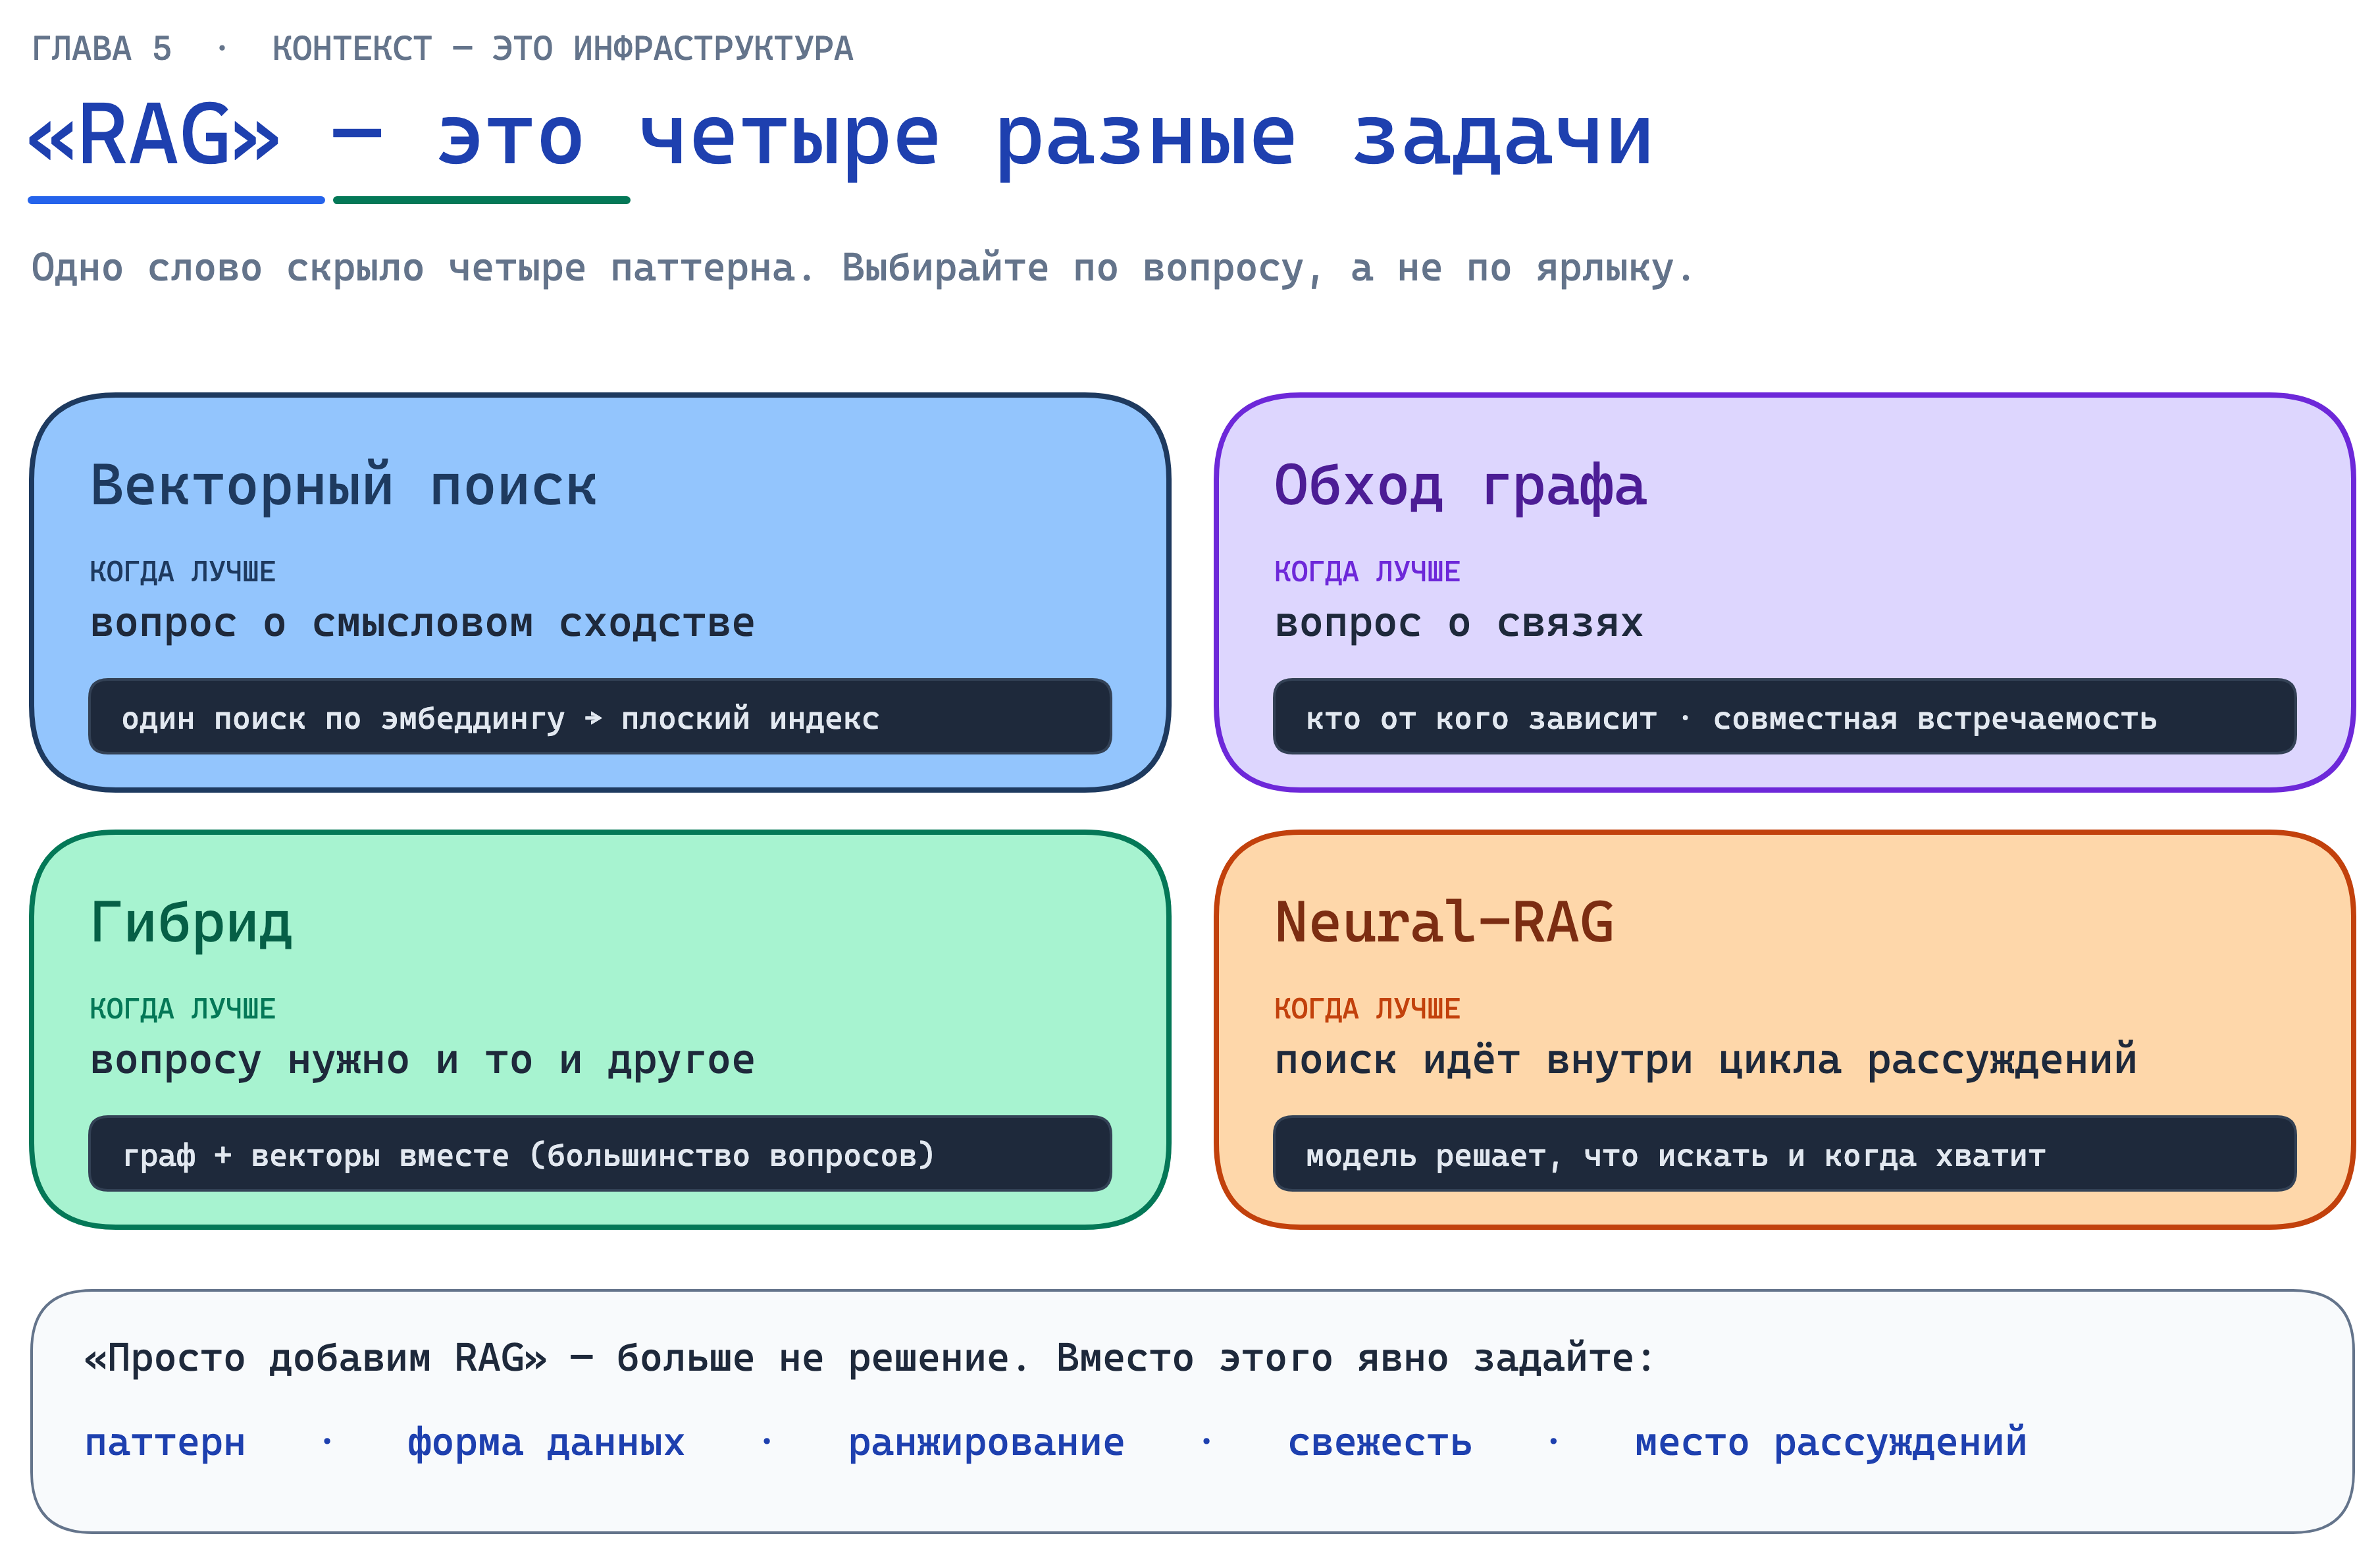 ГЛАВА 5 · КОНТЕКСТ — ЭТО ИНФРАСТРУКТУРА
«RAG» — это четыре разные задачи
Одно слово скрыло четыре паттерна. Выбирайте по вопросу, а не по ярлыку.
Векторный поиск
КОГДА ЛУЧШЕ
вопрос о смысловом сходстве
один поиск по эмбеддингу → плоский индекс
Обход графа
КОГДА ЛУЧШЕ
вопрос о связях
кто от кого зависит · совместная встречаемость
Гибрид
КОГДА ЛУЧШЕ
вопросу нужно и то и другое
граф + векторы вместе (большинство вопросов)
Neural-RAG
КОГДА ЛУЧШЕ
поиск идёт внутри цикла рассуждений
модель решает, что искать и когда хватит
«Просто добавим RAG» — больше не решение. Вместо этого явно задайте:
паттерн · форма данных · ранжирование · свежесть · место рассуждений